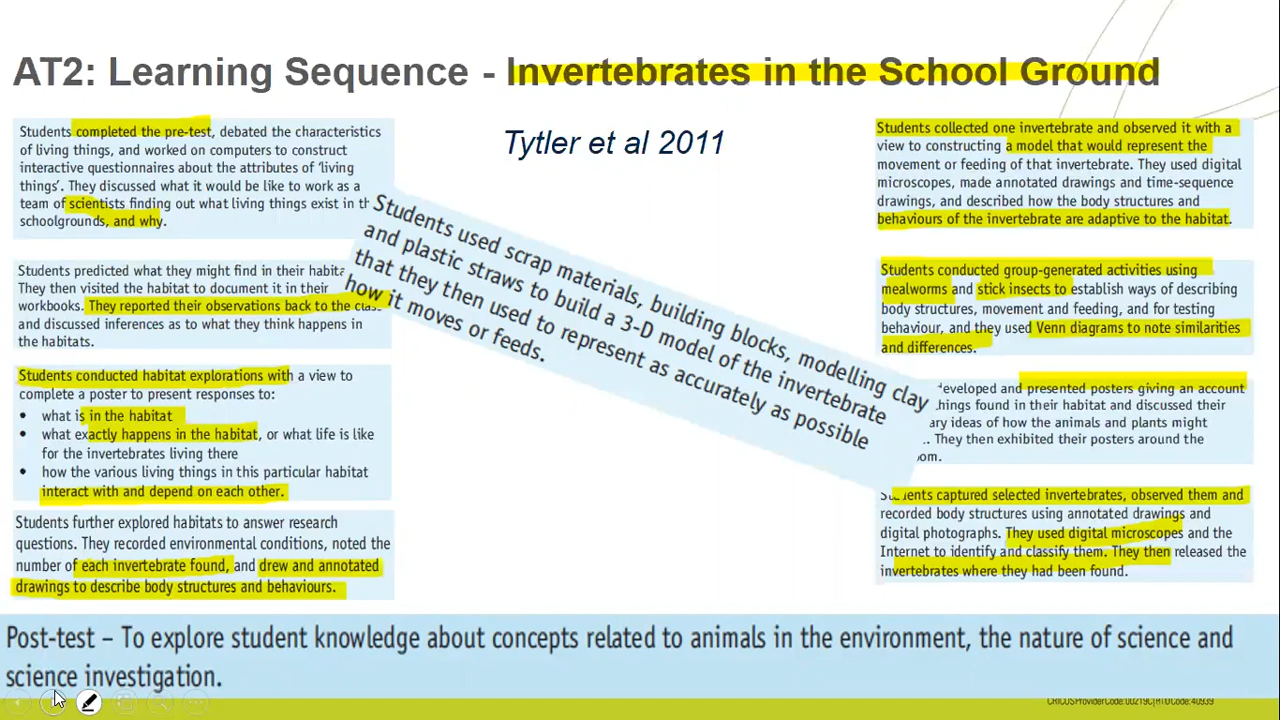 AT2: Learning Sequence - Invertebrates in the School Ground
Tytler et al 2011
Students completed the pre-test, debated the characteristics
of living things, and worked on computers to construct
interactive questionnaires about the attributes of ‘living
things’. They discussed what it would be like to work as a
team of scientists finding out what living things exist in th
schoolgrounds, and why.
Students predicted what they might find in their habita
They then visited the habitat to document it in their
workbooks. They reported their observations back to the clas
and discussed inferences as to what they think happens in
the habitats.
Students conducted habitat explorations with a view to
complete a poster to present responses to:
• what is in the habitat
• what exactly happens in the habitat, or what life is like
for the invertebrates living there
• how the various living things in this particular habitat
interact with and depend on each other.
Students further explored habitats to answer research
questions. They recorded environmental conditions, noted the
number of each invertebrate found, and drew and annotated
drawings to describe body structures and behaviours.
Students used scrap materials, building blocks, modelling clay
and plastic straws to build a 3-D model of the invertebrate
that they then used to represent as accurately as possible
how it moves or feeds.
Students collected one invertebrate and observed it with a
view to constructing a model that would represent the
movement or feeding of that invertebrate. They used digital
microscopes, made annotated drawings and time-sequence
drawings, and described how the body structures and
behaviours of the invertebrate are adaptive to the habitat.
Students conducted group-generated activities using
mealworms and stick insects to establish ways of describing
body structures, movement and feeding, and for testing
behaviour, and they used Venn diagrams to note similarities
and differences.
eveloped and presented posters giving an account
things found in their habitat and discussed their
ary ideas of how the animals and plants might
.. They then exhibited their posters around the
om.
Students captured selected invertebrates, observed them and
recorded body structures using annotated drawings and
digital photographs. They used digital microscopes and the
Internet to identify and classify them. They then released the
invertebrates where they had been found.
Post-test – To explore student knowledge about concepts related to animals in the environment, the nature of science and
science investigation.
CRICOS Provider Code: 00219C | RTO Code: 40939